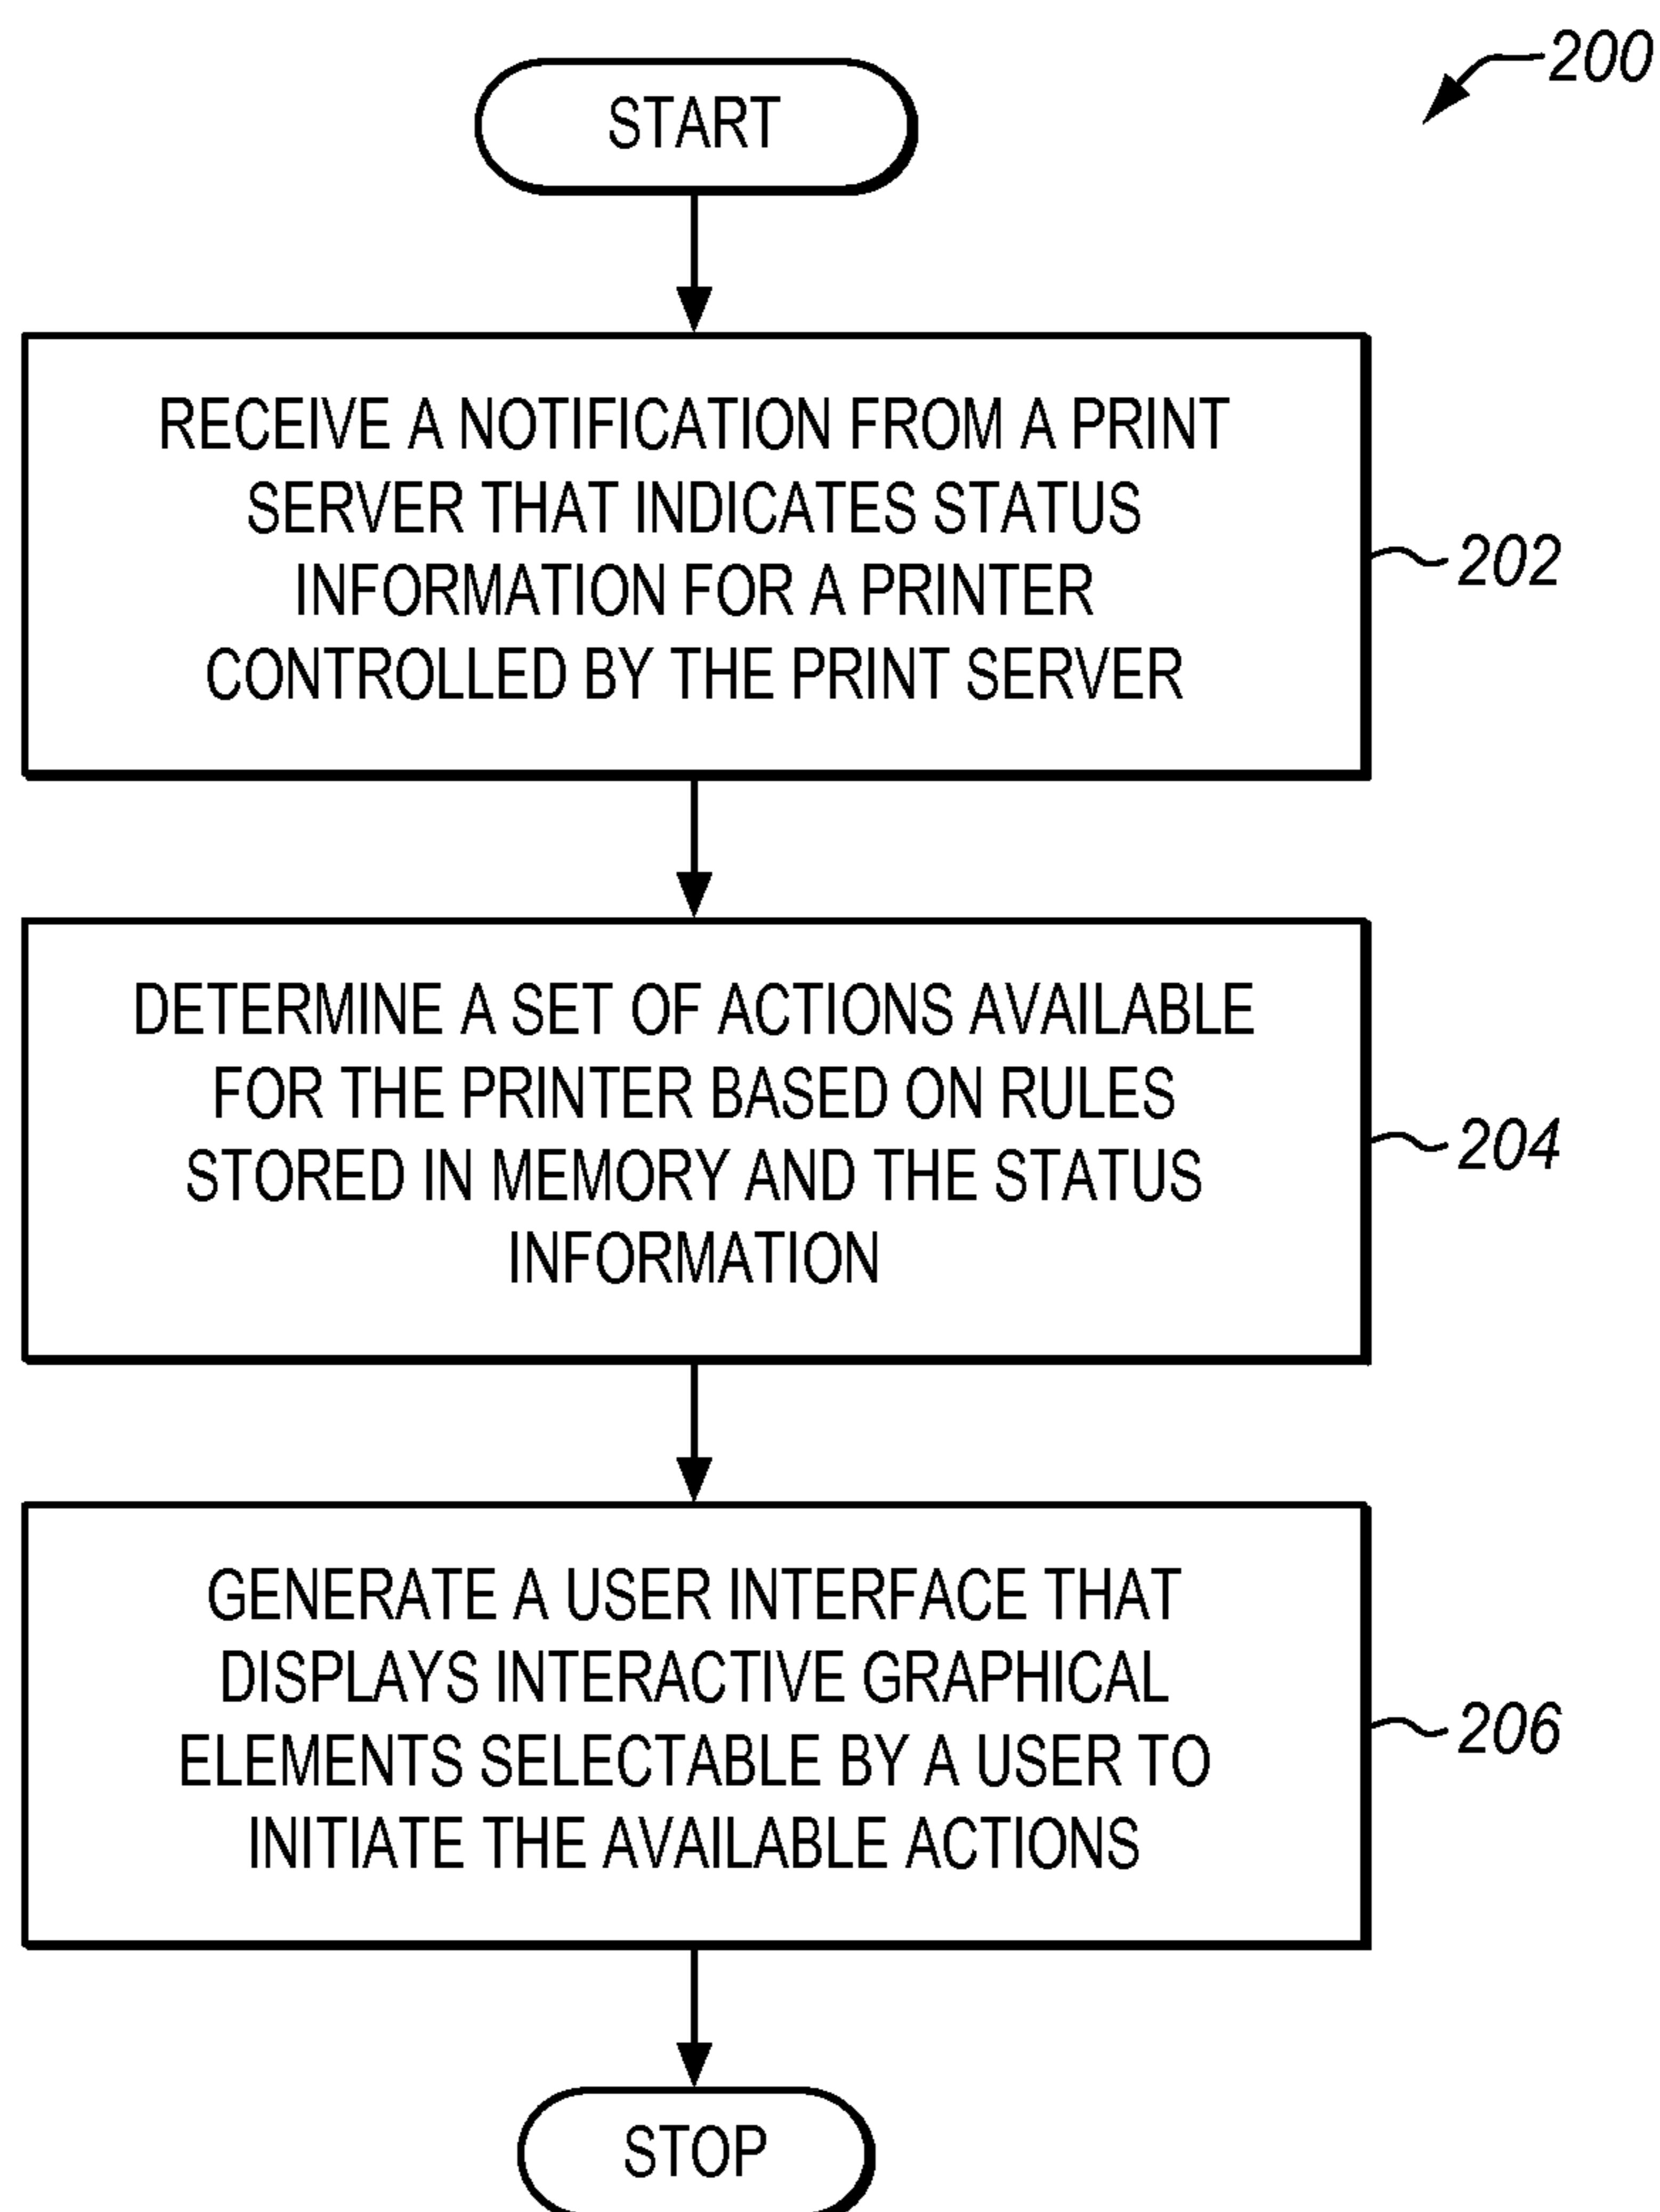 200
START
RECEIVE A NOTIFICATION FROM A PRINT
SERVER THAT INDICATES STATUS
INFORMATION FOR A PRINTER
CONTROLLED BY THE PRINT SERVER
202
DETERMINE A SET OF ACTIONS AVAILABLE
FOR THE PRINTER BASED ON RULES
STORED IN MEMORY AND THE STATUS
INFORMATION
204
GENERATE A USER INTERFACE THAT
DISPLAYS INTERACTIVE GRAPHICAL
ELEMENTS SELECTABLE BY A USER TO
INITIATE THE AVAILABLE ACTIONS
206
STOP